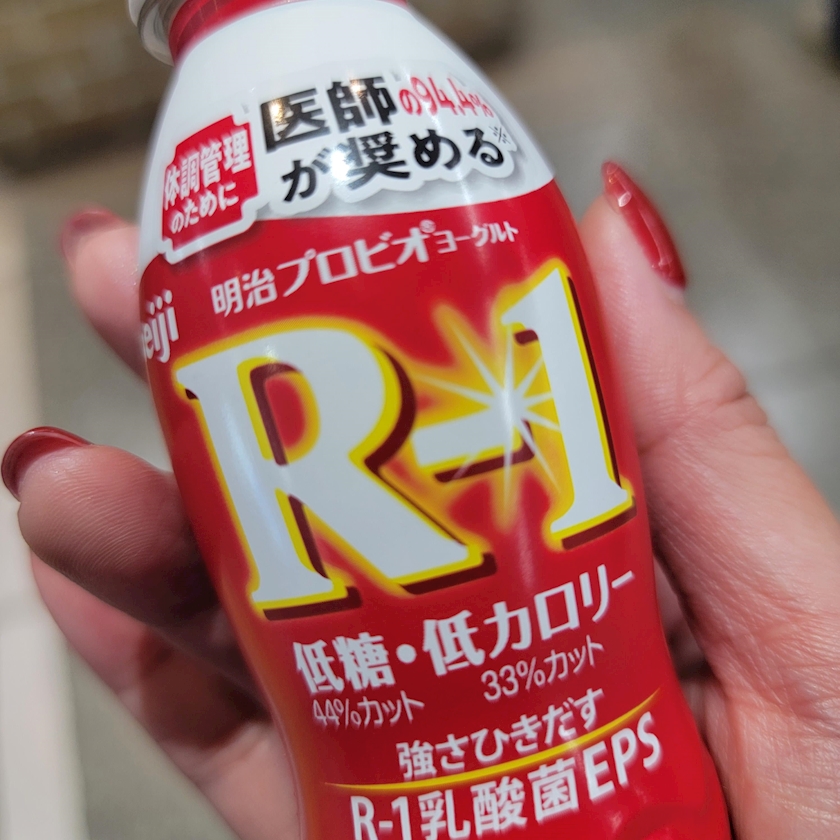 体調管理
のために
医師の94.4%
が奨める※
明治プロビオ®ヨーグルト
meiji
R-1
低糖・低カロリー
44%カット 33%カット
強さひきだす
R-1乳酸菌EPS